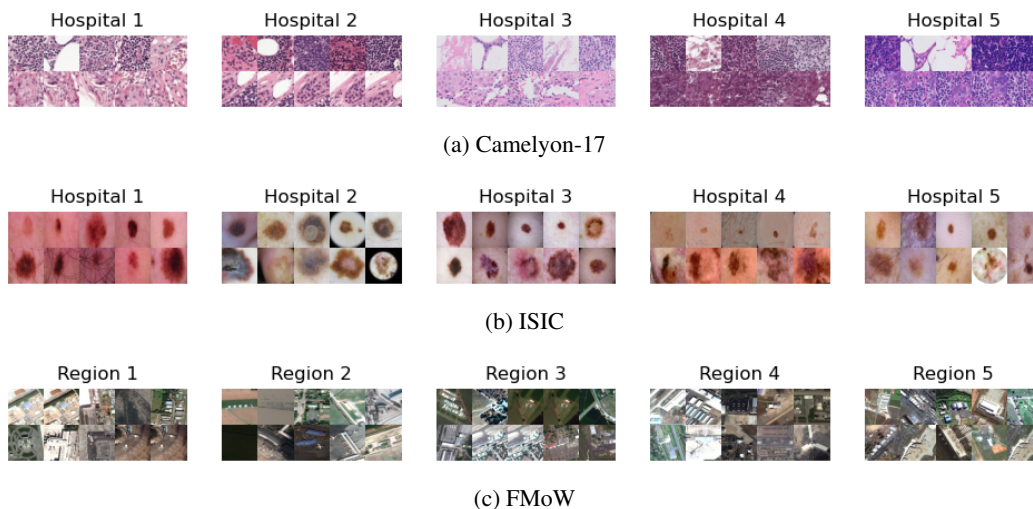 Hospital 1 Hospital 2 Hospital 3 Hospital 4 Hospital 5
(a) Camelyon-17
Hospital 1 Hospital 2 Hospital 3 Hospital 4 Hospital 5
(b) ISIC
Region 1 Region 2 Region 3 Region 4 Region 5
(c) FMoW